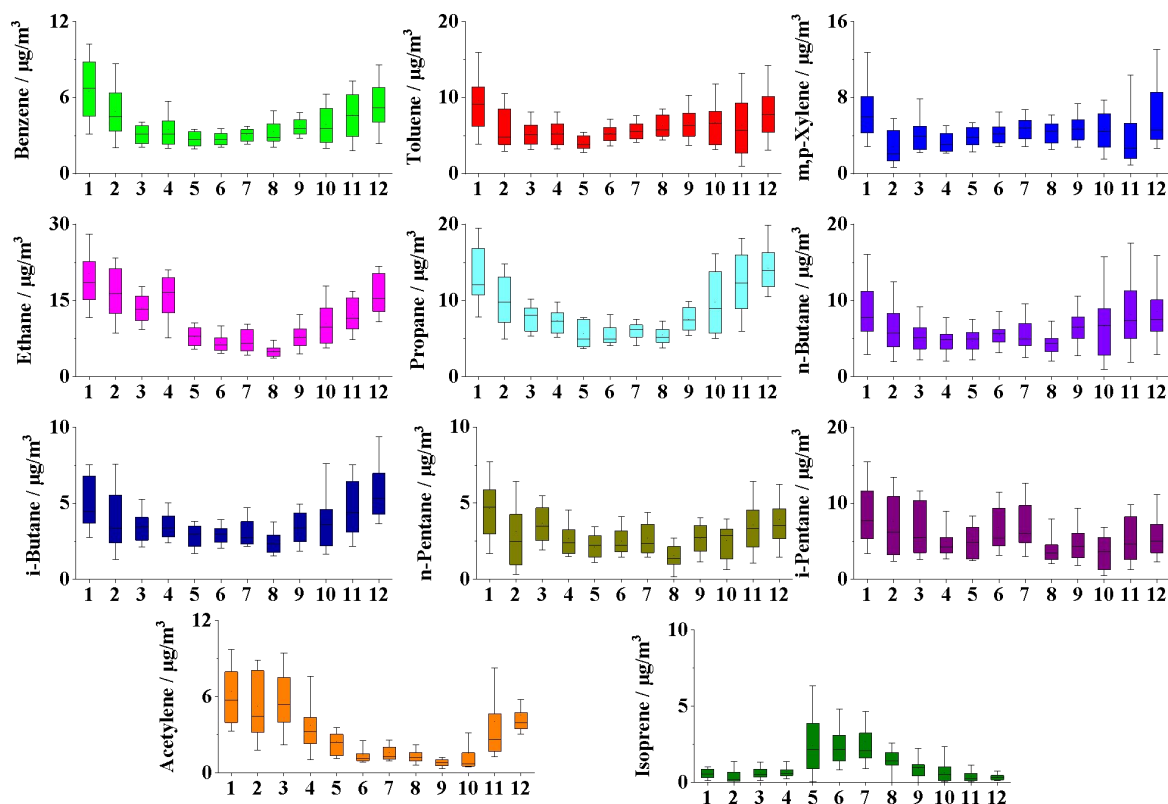 Benzene / μg/m³
12
6
0
1 2 3 4 5 6 7 8 9 10 11 12
Toluene / μg/m³
20
10
0
1 2 3 4 5 6 7 8 9 10 11 12
m,p-Xylene / μg/m³
16
8
0
1 2 3 4 5 6 7 8 9 10 11 12
Ethane / μg/m³
30
15
0
1 2 3 4 5 6 7 8 9 10 11 12
Propane / μg/m³
20
10
0
1 2 3 4 5 6 7 8 9 10 11 12
n-Butane / μg/m³
20
10
0
1 2 3 4 5 6 7 8 9 10 11 12
i-Butane / μg/m³
10
5
0
1 2 3 4 5 6 7 8 9 10 11 12
n-Pentane / μg/m³
10
5
0
1 2 3 4 5 6 7 8 9 10 11 12
i-Pentane / μg/m³
20
10
0
1 2 3 4 5 6 7 8 9 10 11 12
Acetylene / μg/m³
12
6
0
1 2 3 4 5 6 7 8 9 10 11 12
Isoprene / μg/m³
10
5
0
1 2 3 4 5 6 7 8 9 10 11 12